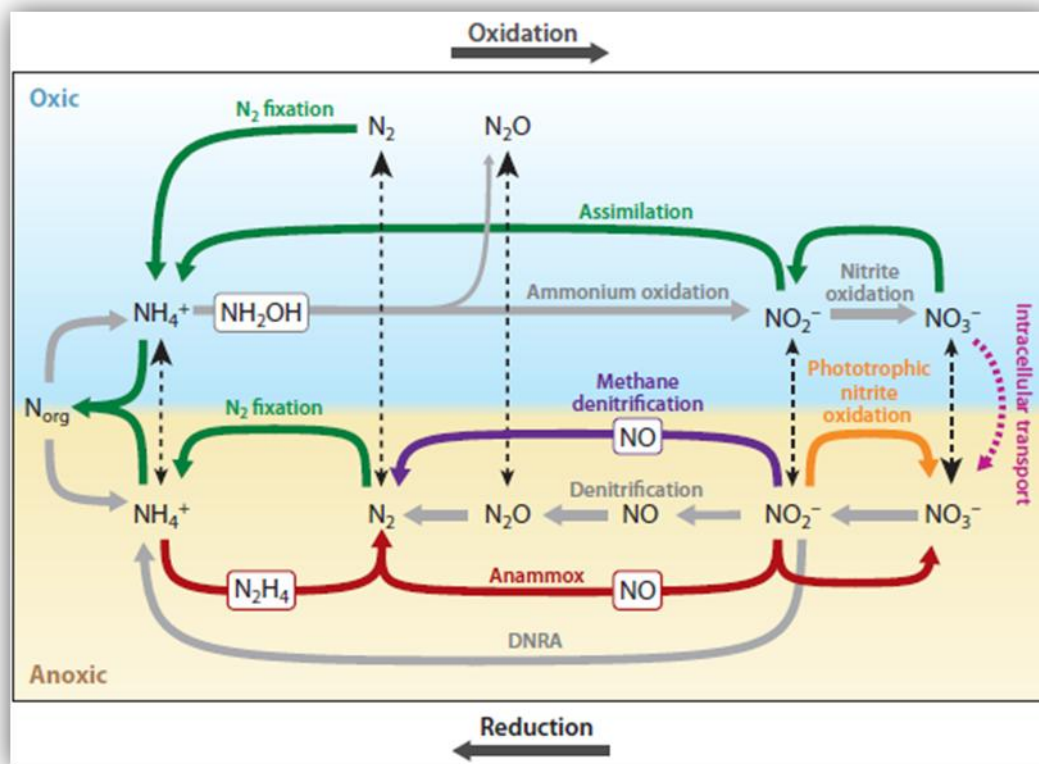 Oxidation
Oxic
N₂ fixation
N₂
N₂O
Assimilation
NH₄⁺
NH₂OH
Ammonium oxidation
NO₂⁻
Nitrite
oxidation
NO₃⁻
Intracellular transport
N_org
N₂ fixation
Methane
denitrification
NO
Phototrophic
nitrite
oxidation
NH₄⁺
N₂
N₂O
Denitrification
NO
NO₂⁻
NO₃⁻
N₂H₄
Anammox
NO
DNRA
Anoxic
Reduction